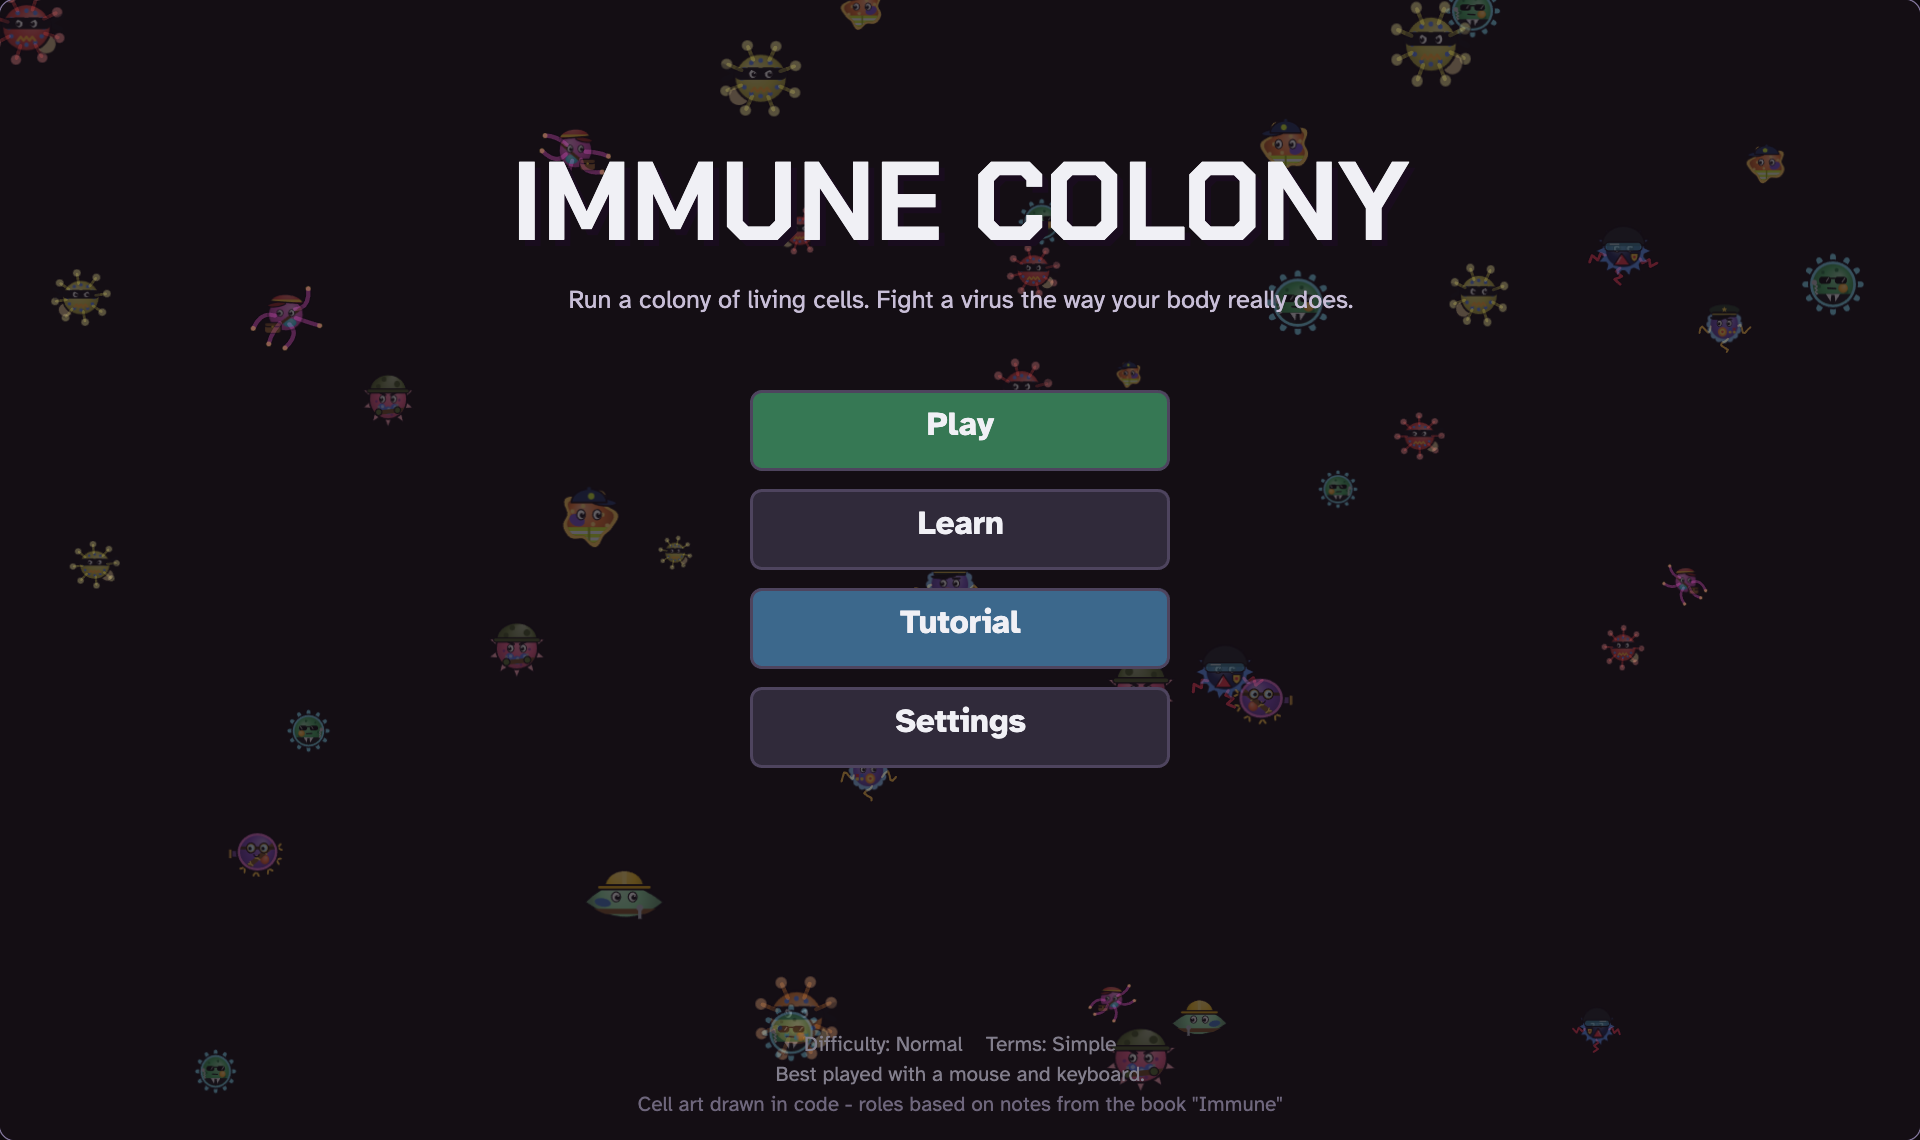 IMMUNE COLONY
Run a colony of living cells. Fight a virus the way your body really does.
Play
Learn
Tutorial
Settings
Difficulty: Normal    Terms: Simple
Best played with a mouse and keyboard.
Cell art drawn in code - roles based on notes from the book "Immune"